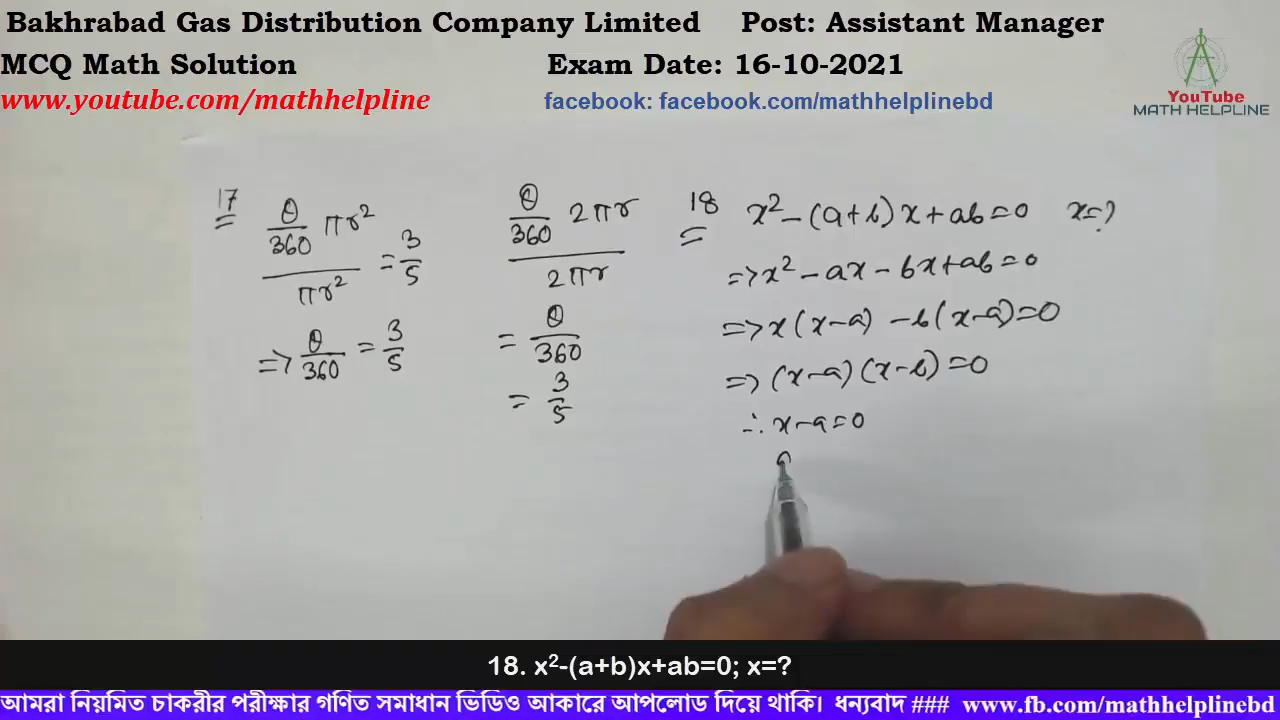 Bakhrabad Gas Distribution Company Limited Post: Assistant Manager
MCQ Math Solution Exam Date: 16-10-2021
www.youtube.com/mathhelpline facebook: facebook.com/mathhelplinebd
YouTube
MATH HELPLINE
17
θ/360 πr² / πr² = 3/5
=> θ/360 = 3/5
θ/360 2πr / 2πr
= θ/360
= 3/5
18 x² - (a+b)x + ab = 0 x=?
=> x² - ax - bx + ab = 0
=> x(x-a) - b(x-a) = 0
=> (x-a)(x-b) = 0
∴ x-a=0
18. x²-(a+b)x+ab=0; x=?
আমরা নিয়মিত চাকরীর পরীক্ষার গণিত সমাধান ভিডিও আকারে আপলোড দিয়ে থাকি। ধন্যবাদ ### www.fb.com/mathhelplinebd